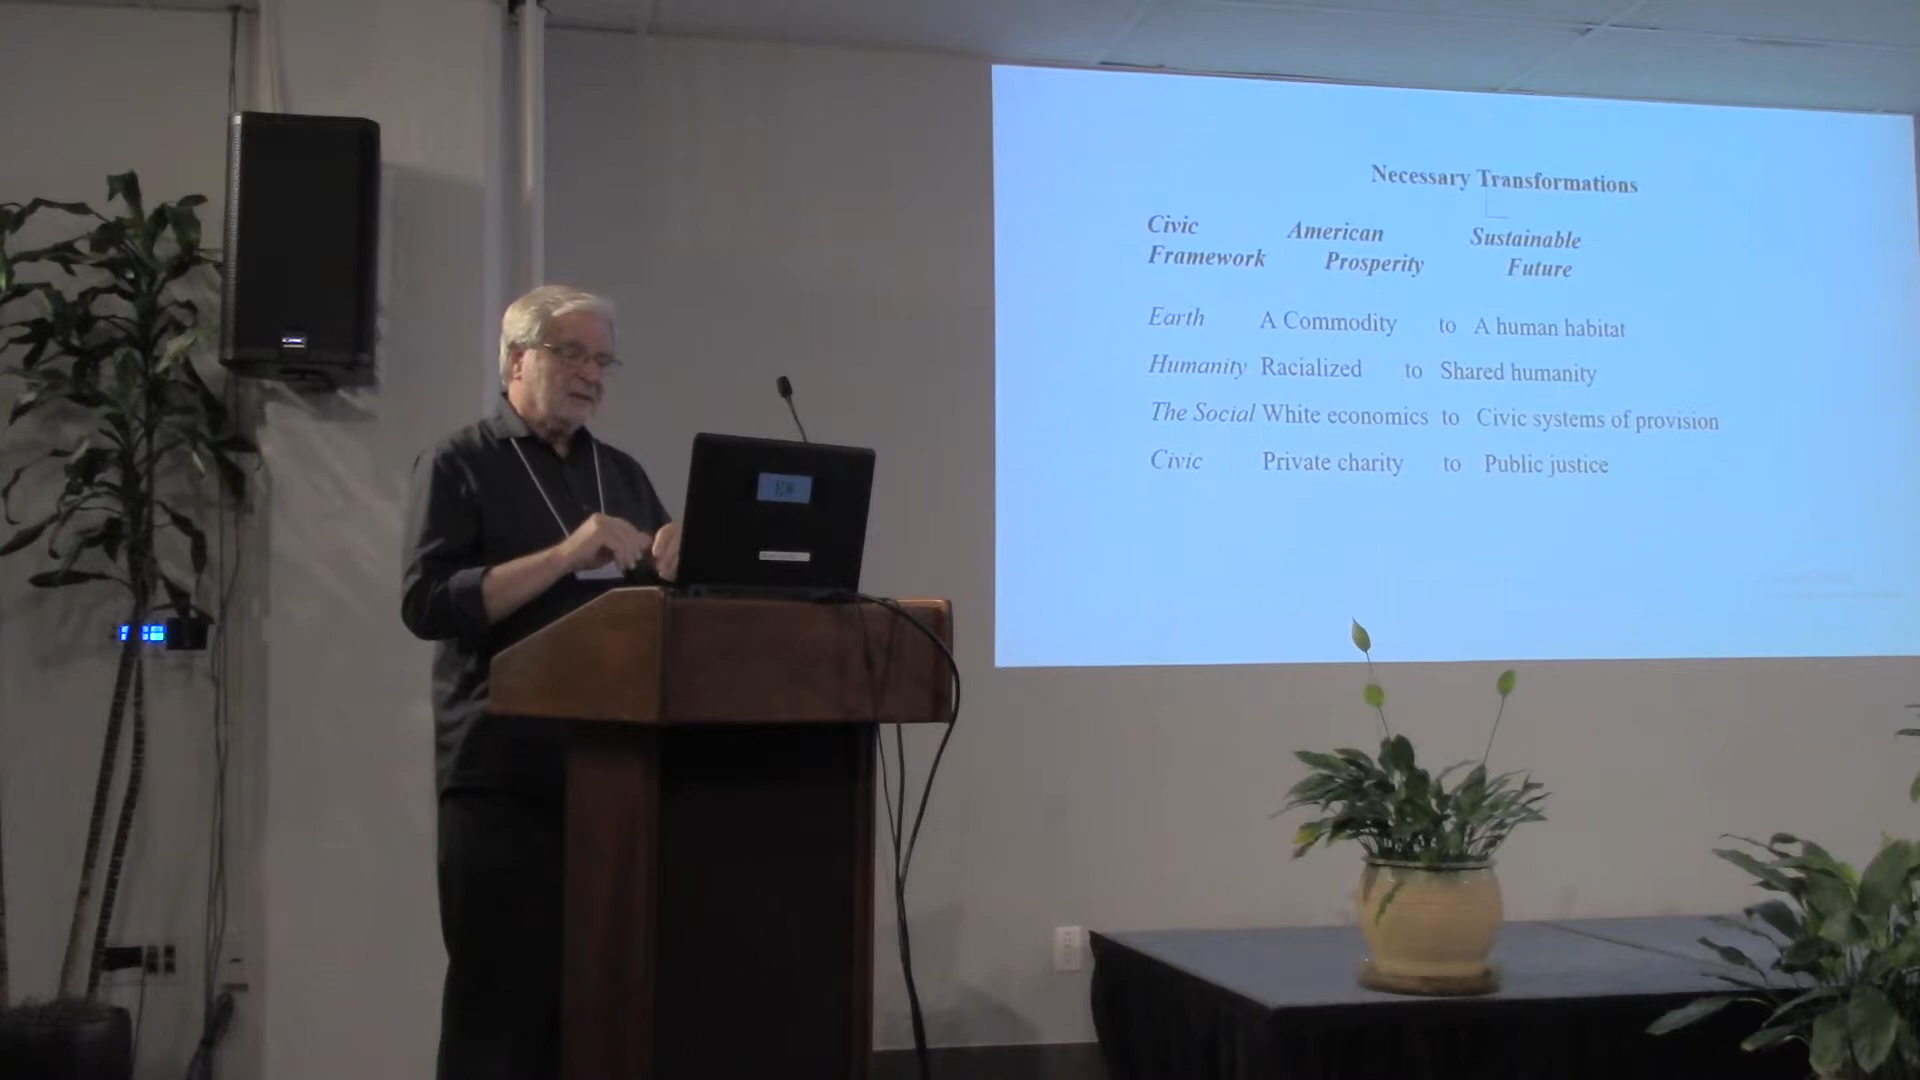 Necessary Transformations
Civic American Sustainable
Framework Prosperity Future
Earth A Commodity to A human habitat
Humanity Racialized to Shared humanity
The Social White economics to Civic systems of provision
Civic Private charity to Public justice